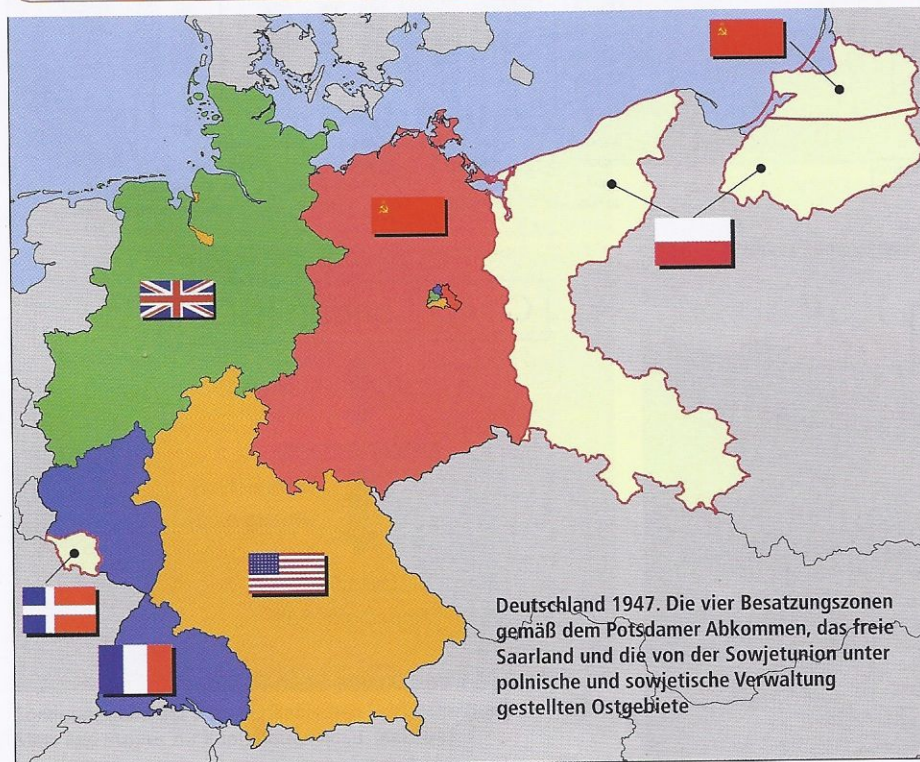 Deutschland 1947. Die vier Besatzungszonen
gemäß dem Potsdamer Abkommen, das freie
Saarland und die von der Sowjetunion unter
polnische und sowjetische Verwaltung
gestellten Ostgebiete